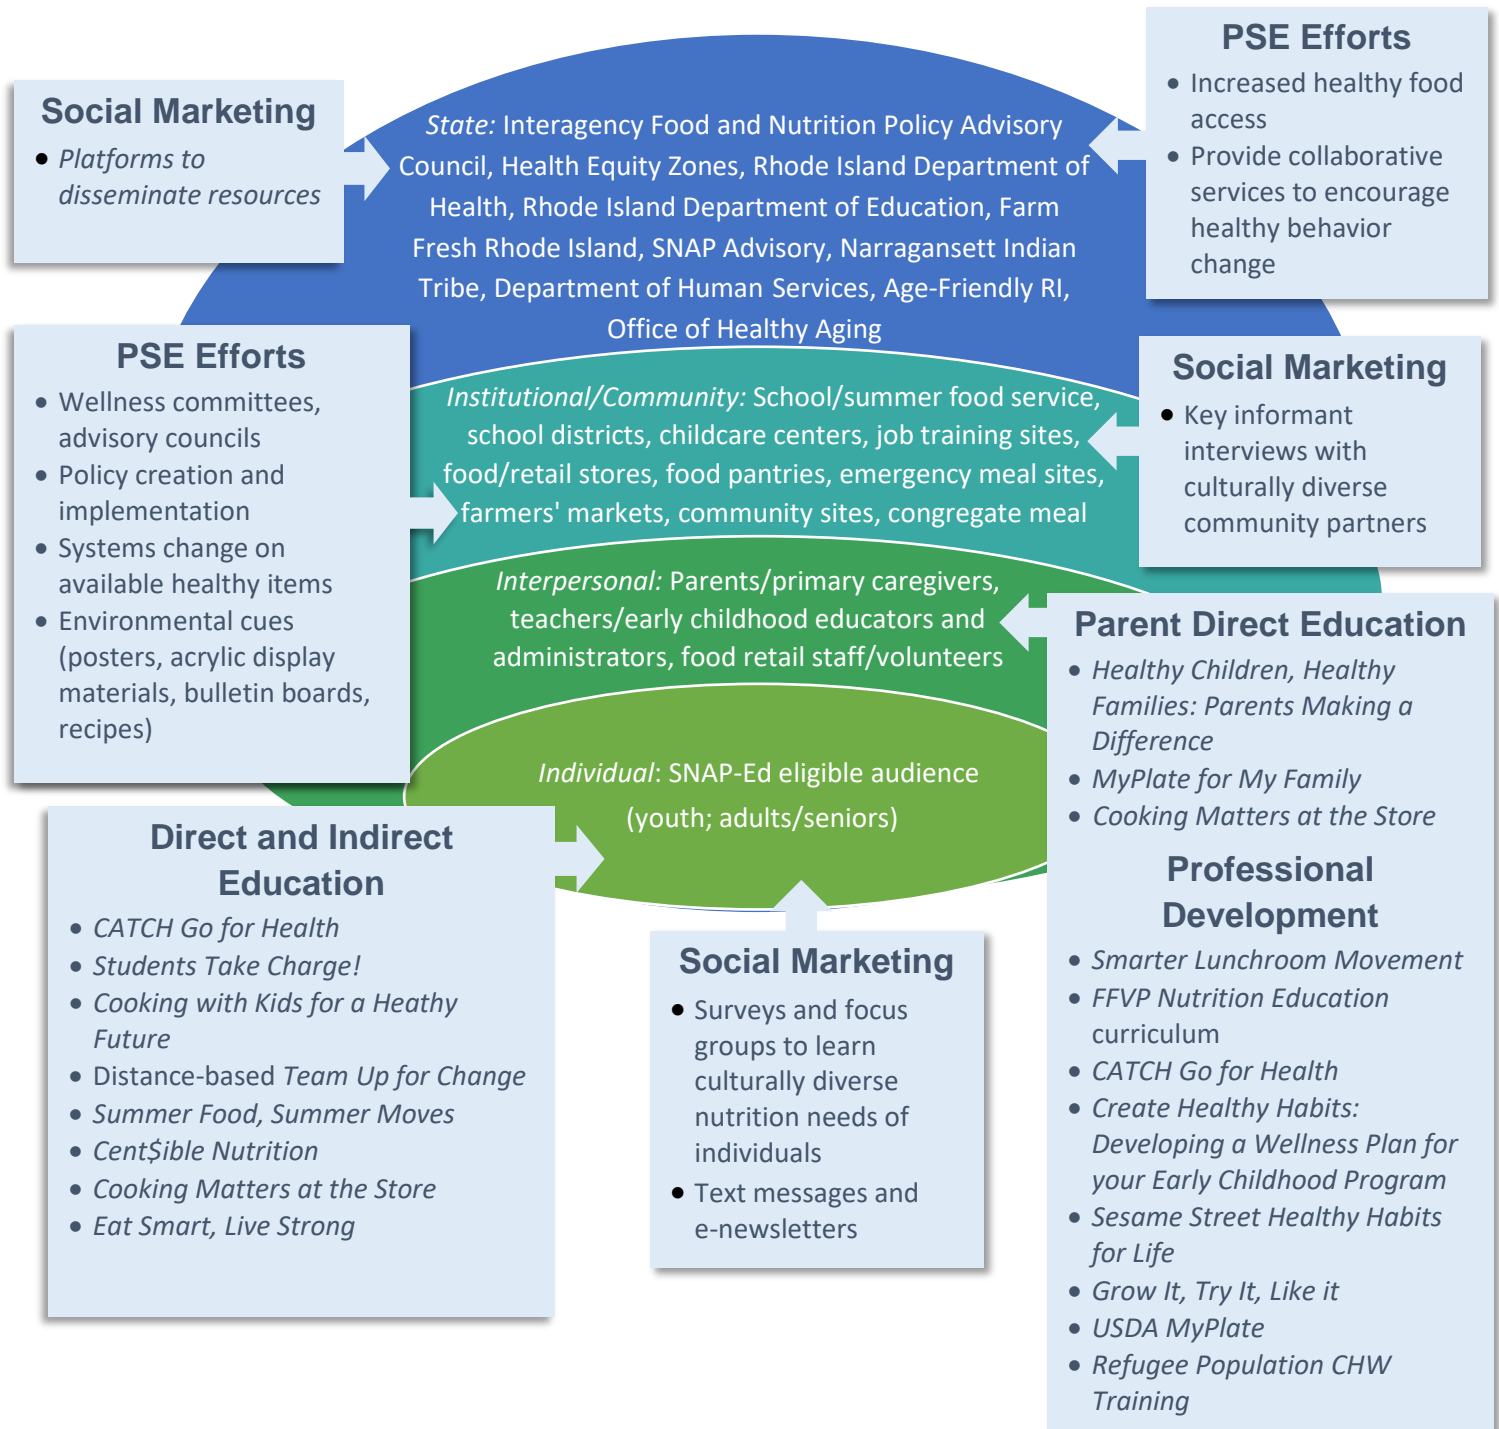 Social Marketing
• Platforms to
disseminate resources
State: Interagency Food and Nutrition Policy Advisory
Council, Health Equity Zones, Rhode Island Department of
Health, Rhode Island Department of Education, Farm
Fresh Rhode Island, SNAP Advisory, Narragansett Indian
Tribe, Department of Human Services, Age-Friendly RI,
Office of Healthy Aging
PSE Efforts
• Increased healthy food
access
• Provide collaborative
services to encourage
healthy behavior
change
PSE Efforts
• Wellness committees,
advisory councils
• Policy creation and
implementation
• Systems change on
available healthy items
• Environmental cues
(posters, acrylic display
materials, bulletin boards,
recipes)
Institutional/Community: School/summer food service,
school districts, childcare centers, job training sites,
food/retail stores, food pantries, emergency meal sites,
farmers' markets, community sites, congregate meal
Social Marketing
• Key informant
interviews with
culturally diverse
community partners
Interpersonal: Parents/primary caregivers,
teachers/early childhood educators and
administrators, food retail staff/volunteers
Individual: SNAP-Ed eligible audience
(youth; adults/seniors)
Parent Direct Education
• Healthy Children, Healthy
Families: Parents Making a
Difference
• MyPlate for My Family
• Cooking Matters at the Store
Professional
Development
• Smarter Lunchroom Movement
• FFVP Nutrition Education
curriculum
• CATCH Go for Health
• Create Healthy Habits:
Developing a Wellness Plan for
your Early Childhood Program
• Sesame Street Healthy Habits
for Life
• Grow It, Try It, Like it
• USDA MyPlate
• Refugee Population CHW
Training
Direct and Indirect
Education
• CATCH Go for Health
• Students Take Charge!
• Cooking with Kids for a Heathy
Future
• Distance-based Team Up for Change
• Summer Food, Summer Moves
• Cent$ible Nutrition
• Cooking Matters at the Store
• Eat Smart, Live Strong
Social Marketing
• Surveys and focus
groups to learn
culturally diverse
nutrition needs of
individuals
• Text messages and
e-newsletters